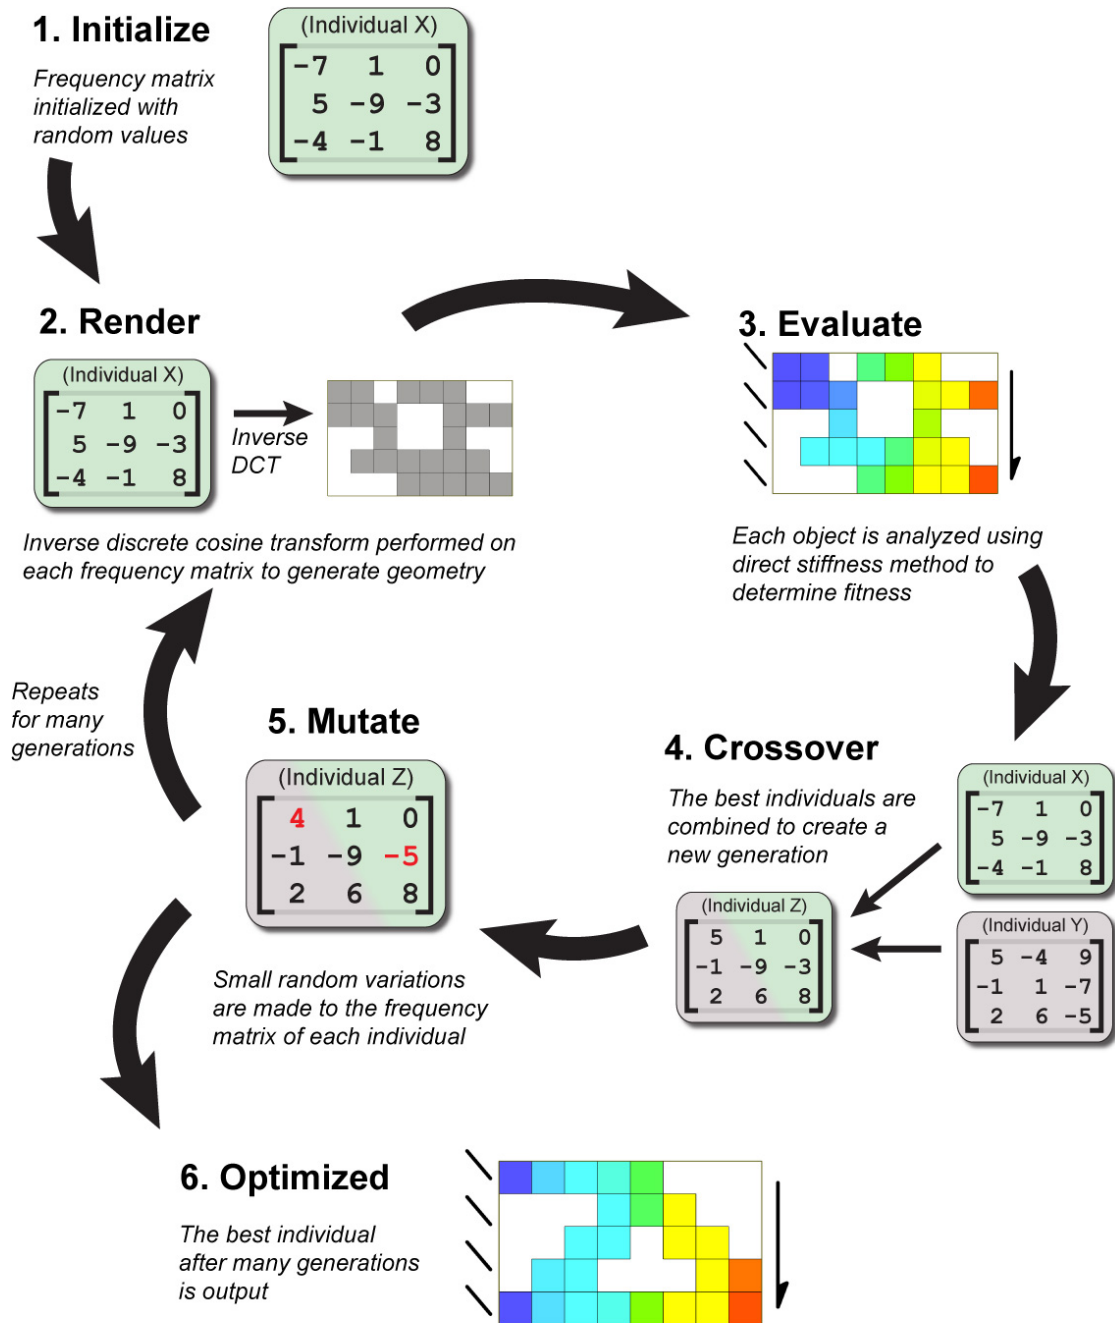 1. Initialize
Frequency matrix
initialized with
random values
(Individual X)
-7 1 0
5 -9 -3
-4 -1 8
2. Render
(Individual X)
-7 1 0
5 -9 -3
-4 -1 8
Inverse
DCT
Inverse discrete cosine transform performed on
each frequency matrix to generate geometry
3. Evaluate
Each object is analyzed using
direct stiffness method to
determine fitness
4. Crossover
The best individuals are
combined to create a
new generation
(Individual X)
-7 1 0
5 -9 -3
-4 -1 8
(Individual Y)
5 -4 9
-1 1 -7
2 6 -5
(Individual Z)
5 1 0
-1 -9 -3
2 6 8
5. Mutate
(Individual Z)
4 1 0
-1 -9 -5
2 6 8
Small random variations
are made to the frequency
matrix of each individual
Repeats
for many
generations
6. Optimized
The best individual
after many generations
is output